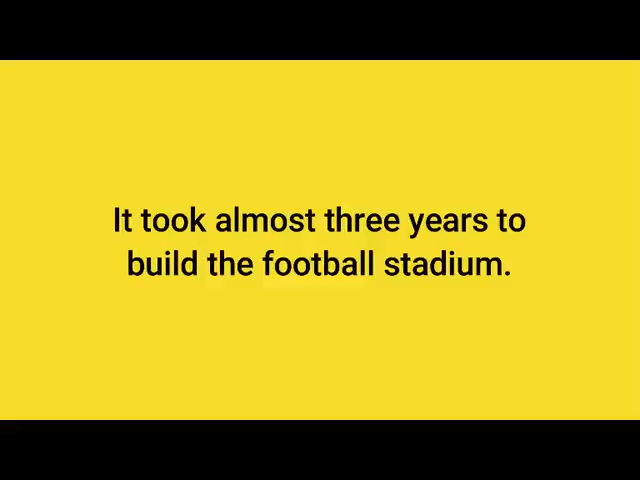 It took almost three years to
build the football stadium.